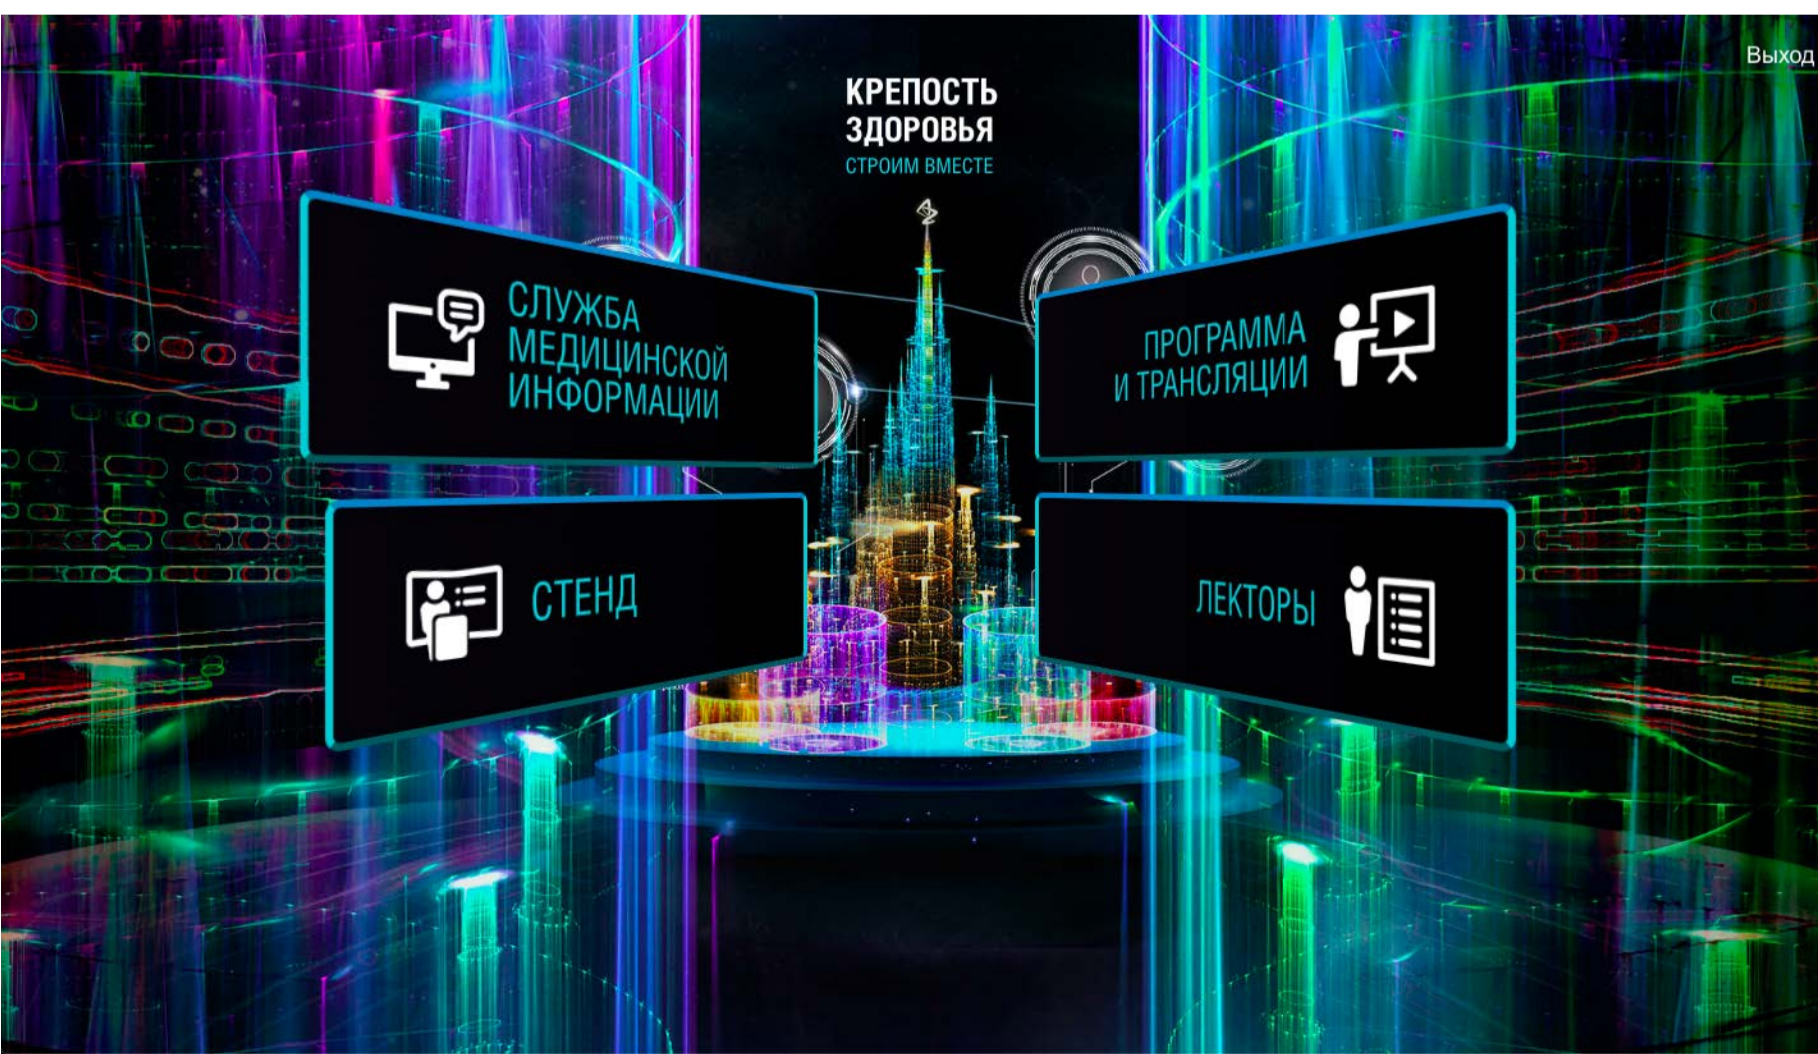 Выход
КРЕПОСТЬ
ЗДОРОВЬЯ
СТРОИМ ВМЕСТЕ
СЛУЖБА
МЕДИЦИНСКОЙ
ИНФОРМАЦИИ
ПРОГРАММА
И ТРАНСЛЯЦИИ
СТЕНД
ЛЕКТОРЫ